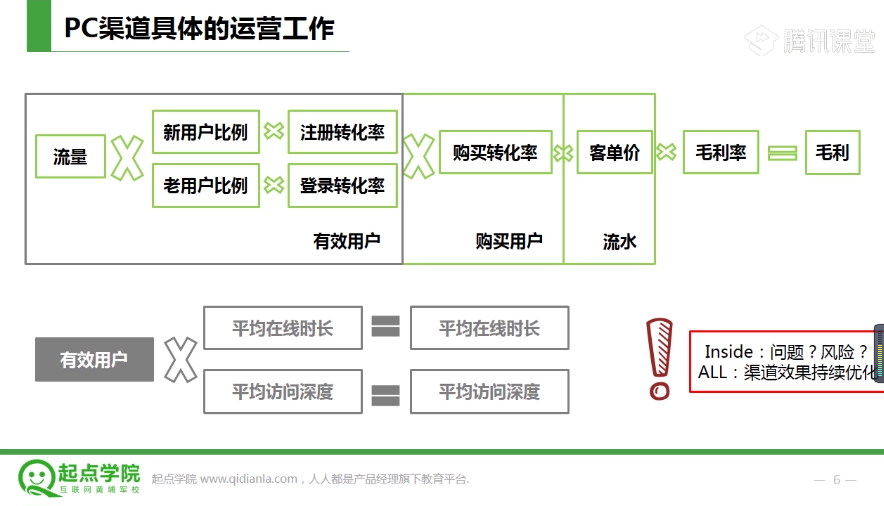 PC渠道具体的运营工作
腾讯课堂
流量
新用户比例
注册转化率
老用户比例
登录转化率
购买转化率
客单价
毛利率
毛利
有效用户
购买用户
流水
有效用户
平均在线时长
平均在线时长
平均访问深度
平均访问深度
Inside：问题？风险？
ALL：渠道效果持续优化
起点学院
互联网黄埔军校
起点学院 www.qidianla.com，人人都是产品经理旗下教育平台.
— 6 —